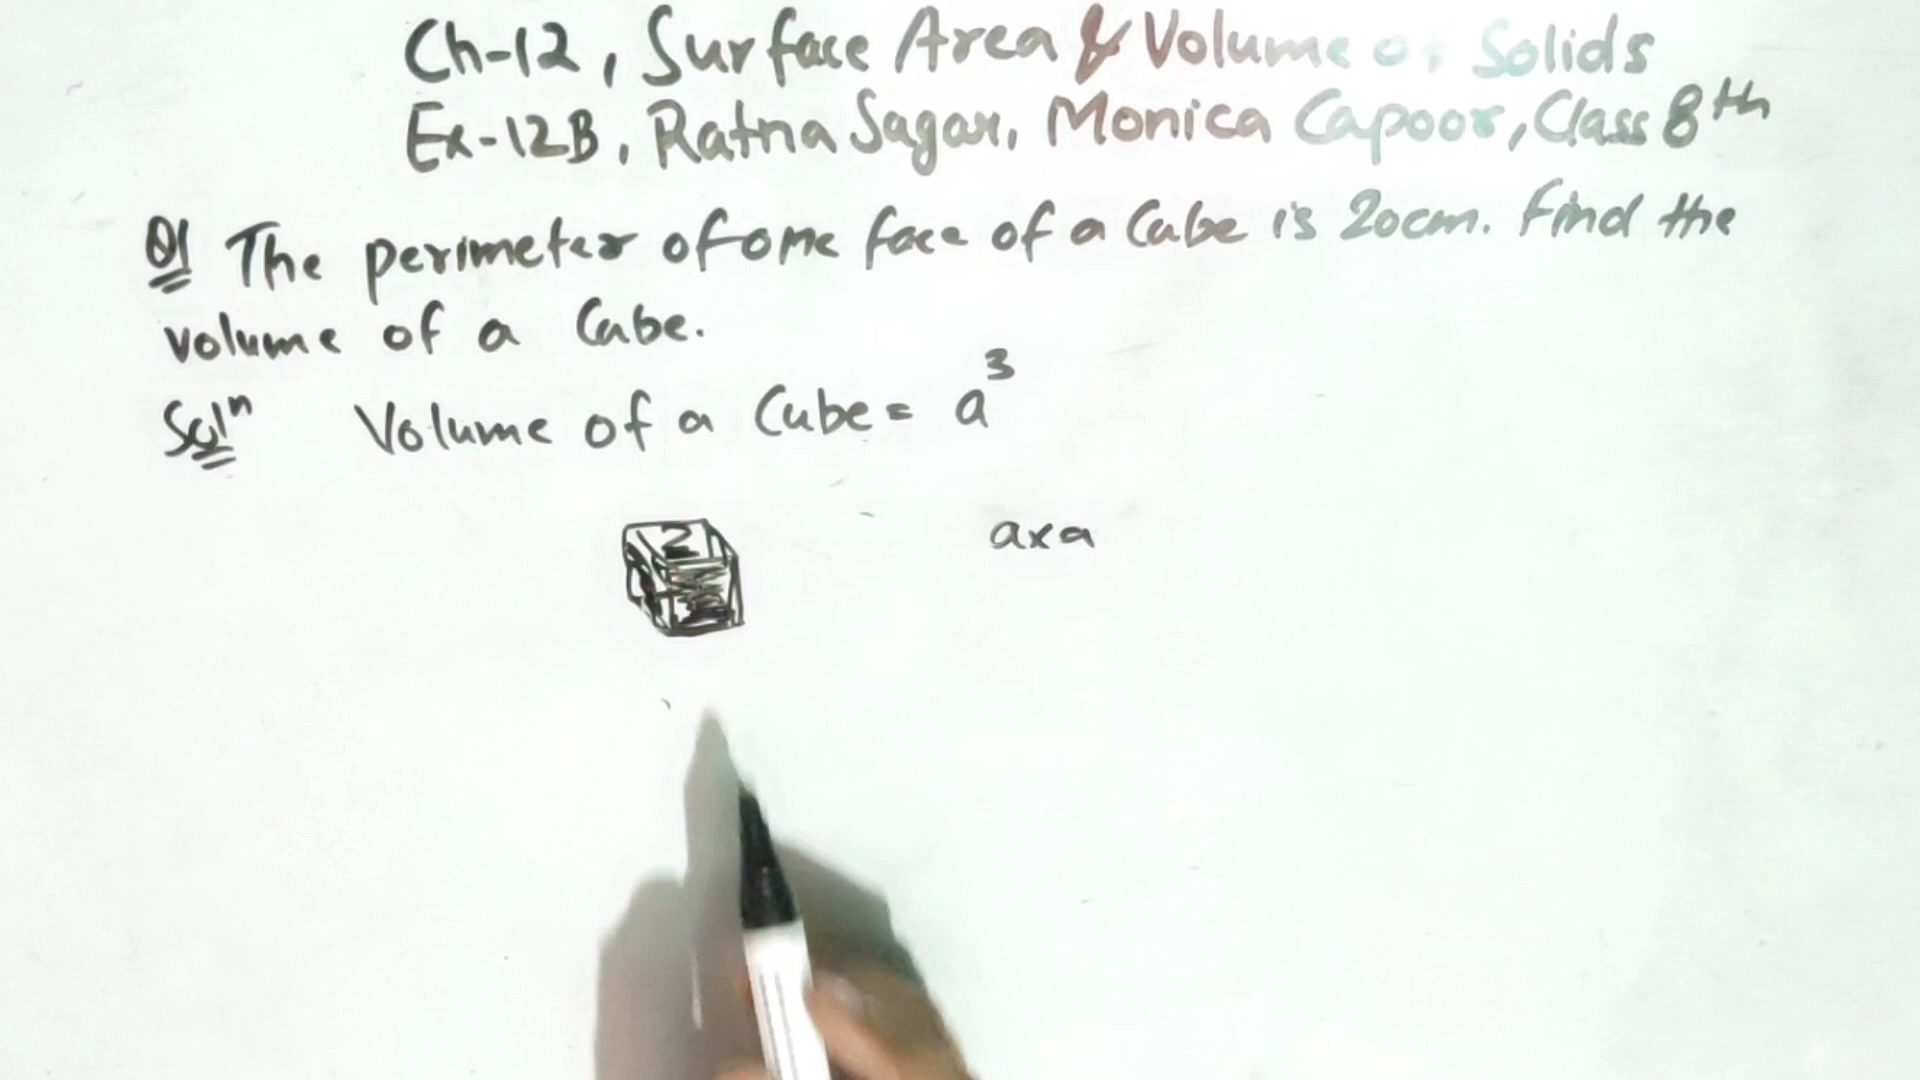 Ch-12, Surface Area & Volume of Solids
Ex-12B, Ratna Sagar, Monica Capoor, Class 8th
Q1 The perimeter of one face of a Cube is 20cm. Find the
volume of a Cube.
Soln Volume of a Cube = a³
2
axa